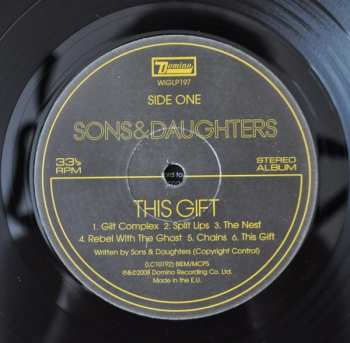 Domino
WIGLP197
SIDE ONE
SONS&DAUGHTERS
33⅓ STEREO
RPM ALBUM
THIS GIFT
1. Gilt Complex 2. Split Lips 3. The Nest
4. Rebel With The Ghost 5. Chains 6. This Gift
Written by Sons & Daughters (Copyright Control)
(LC10192) BIEM/MCPS
℗&©2008 Domino Recording Co. Ltd.
Made in the E.U.